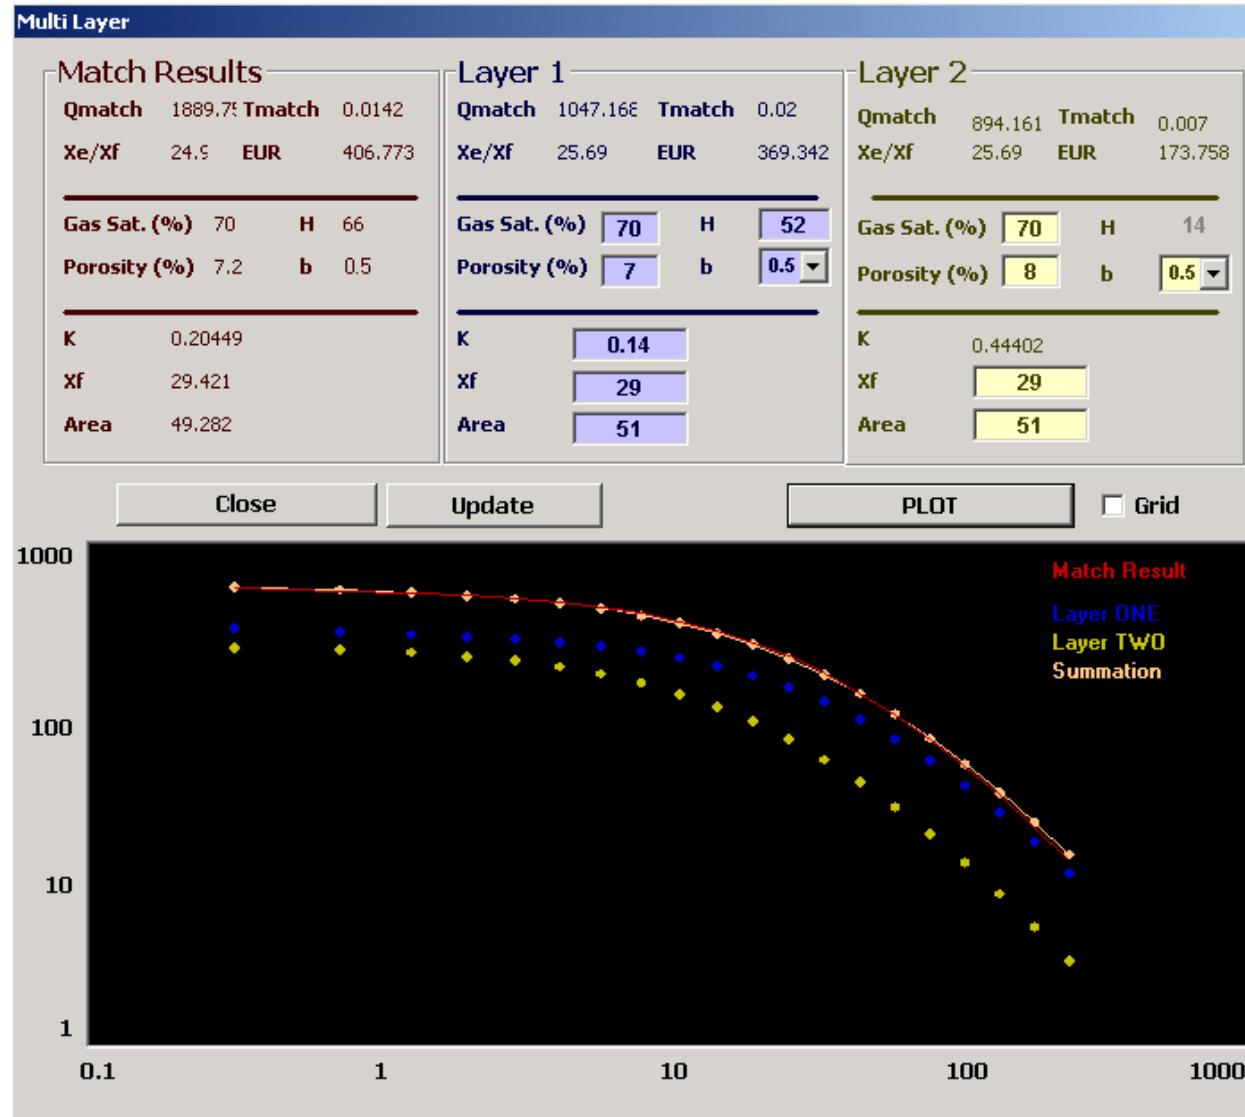 Multi Layer
Match Results
Qmatch 1889.75 Tmatch 0.0142
Xe/Xf 24.9 EUR 406.773
Gas Sat. (%) 70 H 66
Porosity (%) 7.2 b 0.5
K 0.20449
Xf 29.421
Area 49.282
Layer 1
Qmatch 1047.168 Tmatch 0.02
Xe/Xf 25.69 EUR 369.342
Gas Sat. (%) 70 H 52
Porosity (%) 7 b 0.5
K 0.14
Xf 29
Area 51
Layer 2
Qmatch 894.161 Tmatch 0.007
Xe/Xf 25.69 EUR 173.758
Gas Sat. (%) 70 H 14
Porosity (%) 8 b 0.5
K 0.44402
Xf 29
Area 51
Close Update PLOT Grid
Match Result
Layer ONE
Layer TWO
Summation
1000
100
10
1
0.1 1 10 100 1000